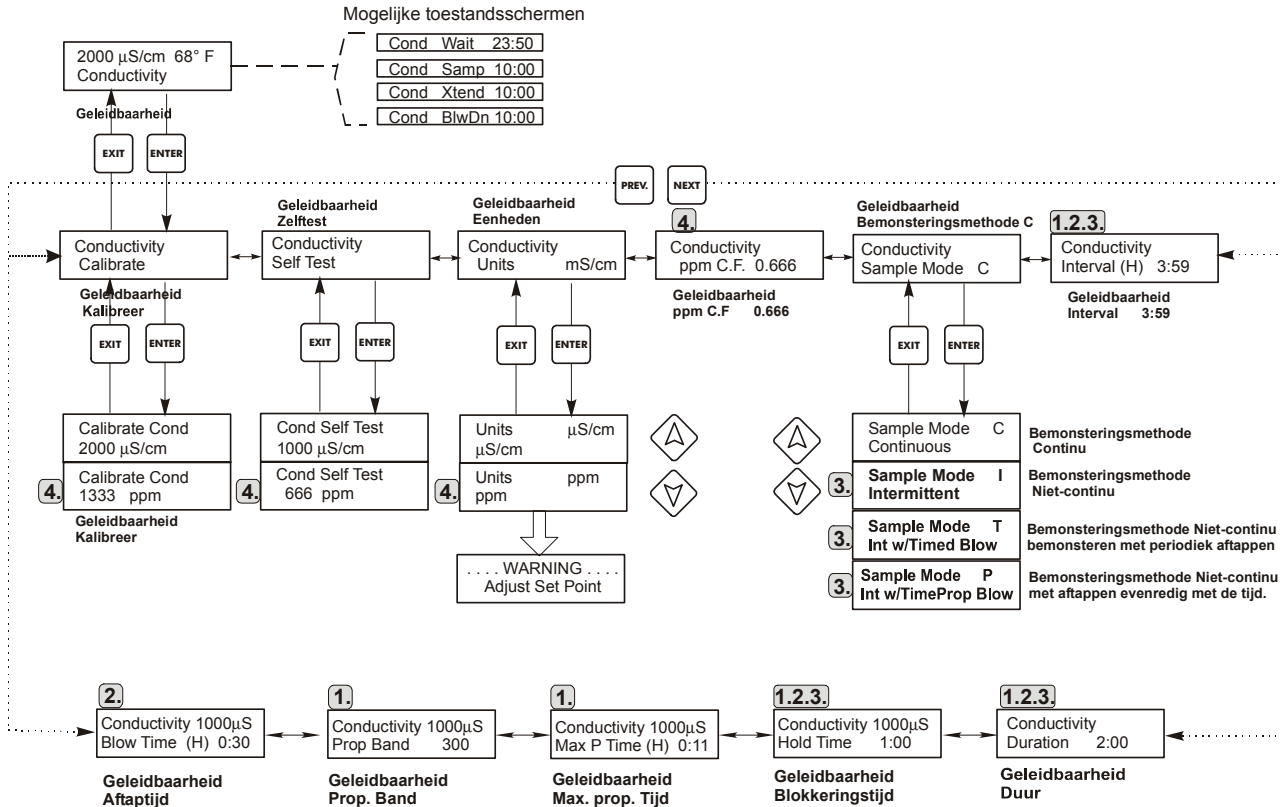 Mogelijke toestandsschermen
2000 μS/cm 68° F
Conductivity
Cond Wait 23:50
Cond Samp 10:00
Cond Xtend 10:00
Cond BlwDn 10:00
Geleidbaarheid
EXIT
ENTER
PREV.
NEXT
Conductivity
Calibrate
Geleidbaarheid
Kalibreer
EXIT
ENTER
Calibrate Cond
2000 μS/cm
4.
Calibrate Cond
1333 ppm
Geleidbaarheid
Kalibreer
Geleidbaarheid
Zelftest
Conductivity
Self Test
EXIT
ENTER
Cond Self Test
1000 μS/cm
4.
Cond Self Test
666 ppm
Geleidbaarheid
Eenheden
Conductivity
Units mS/cm
EXIT
ENTER
Units μS/cm
μS/cm
4.
Units ppm
ppm
. . . . WARNING . . . .
Adjust Set Point
4.
Conductivity
ppm C.F. 0.666
Geleidbaarheid
ppm C.F 0.666
Geleidbaarheid
Bemonsteringsmethode C
Conductivity
Sample Mode C
EXIT
ENTER
Sample Mode C
Continuous
Bemonsteringsmethode
Continu
3.
Sample Mode I
Intermittent
Bemonsteringsmethode
Niet-continu
3.
Sample Mode T
Int w/Timed Blow
Bemonsteringsmethode Niet-continu
bemonsteren met periodiek aftappen
3.
Sample Mode P
Int w/TimeProp Blow
Bemonsteringsmethode Niet-continu
met aftappen evenredig met de tijd.
1.2.3.
Conductivity
Interval (H) 3:59
Geleidbaarheid
Interval 3:59
2.
Conductivity 1000μS
Blow Time (H) 0:30
Geleidbaarheid
Aftaptijd
1.
Conductivity 1000μS
Prop Band 300
Geleidbaarheid
Prop. Band
1.
Conductivity 1000μS
Max P Time (H) 0:11
Geleidbaarheid
Max. prop. Tijd
1.2.3.
Conductivity 1000μS
Hold Time 1:00
Geleidbaarheid
Blokkeringstijd
1.2.3.
Conductivity
Duration 2:00
Geleidbaarheid
Duur